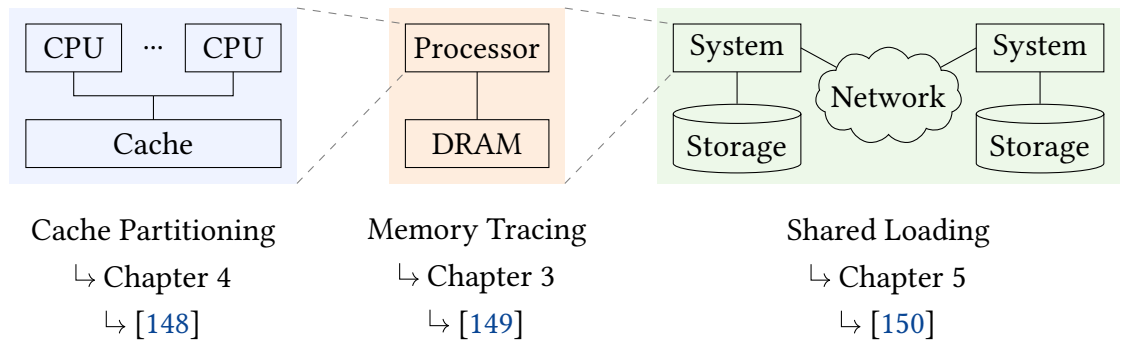 CPU ... CPU
Cache
Processor
DRAM
System
Network
System
Storage
Storage
Cache Partitioning
↳ Chapter 4
↳ [148]
Memory Tracing
↳ Chapter 3
↳ [149]
Shared Loading
↳ Chapter 5
↳ [150]